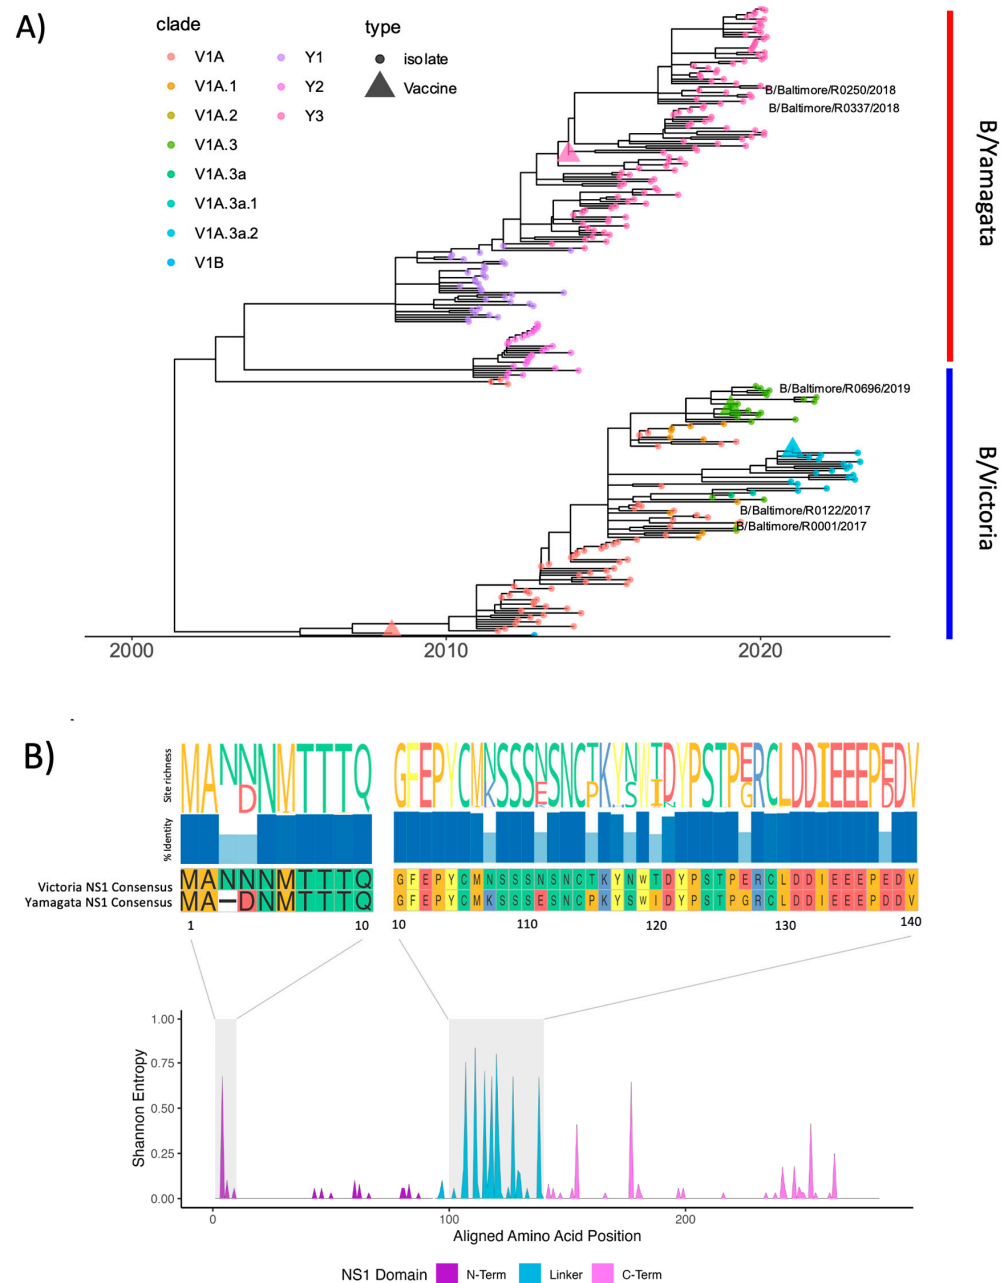 A)
clade
V1A
V1A.1
V1A.2
V1A.3
V1A.3a
V1A.3a.1
V1A.3a.2
V1B
Y1
Y2
Y3
type
isolate
Vaccine
B/Baltimore/R0250/2018
B/Baltimore/R0337/2018
B/Yamagata
B/Baltimore/R0696/2019
B/Baltimore/R0122/2017
B/Baltimore/R0001/2017
B/Victoria
2000 2010 2020
B)
Site richness
% Identity
Victoria NS1 Consensus MANNNMTTTQ GFEPYCMNSSSNSNCTKYNWTDYPSTPERCLDDIEEEPEDV
Yamagata NS1 Consensus MA–DNMTTTQ GFEPYCMKSSSESNCPKYSWIDYPSTPGRCLDDIEEEPDDV
1 10 10 110 120 130 140
Shannon Entropy
1.00
0.75
0.50
0.25
0.00
0 100 200
Aligned Amino Acid Position
NS1 Domain N-Term Linker C-Term